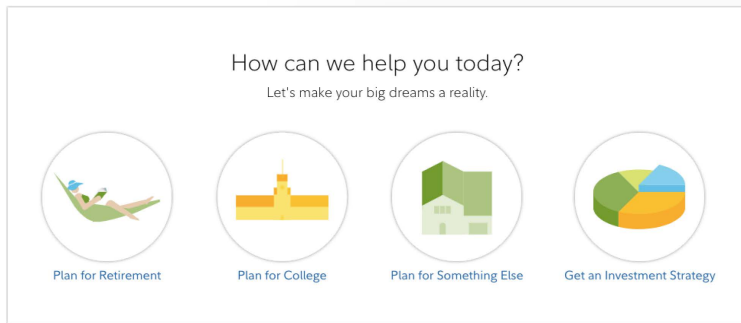 How can we help you today?
Let's make your big dreams a reality.
Plan for Retirement
Plan for College
Plan for Something Else
Get an Investment Strategy